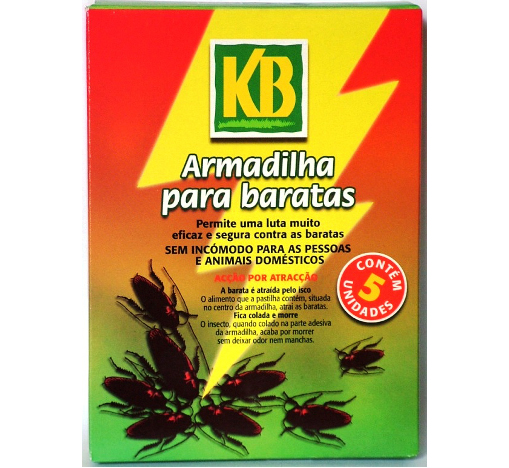 KB
Armadilha
para baratas
Permite uma luta muito
eficaz e segura contra as baratas
SEM INCÓMODO PARA AS PESSOAS
E ANIMAIS DOMÉSTICOS
ACÇÃO POR ATRACÇÃO
A barata é atraída pelo isco
O alimento que a pastilha contém, situada
no centro da armadilha, atrai as baratas.
Fica colada e morre
O insecto, quando colado na parte adesiva
da armadilha, acaba por morrer
sem deixar odor nem manchas.
CONTÉM
5
UNIDADES